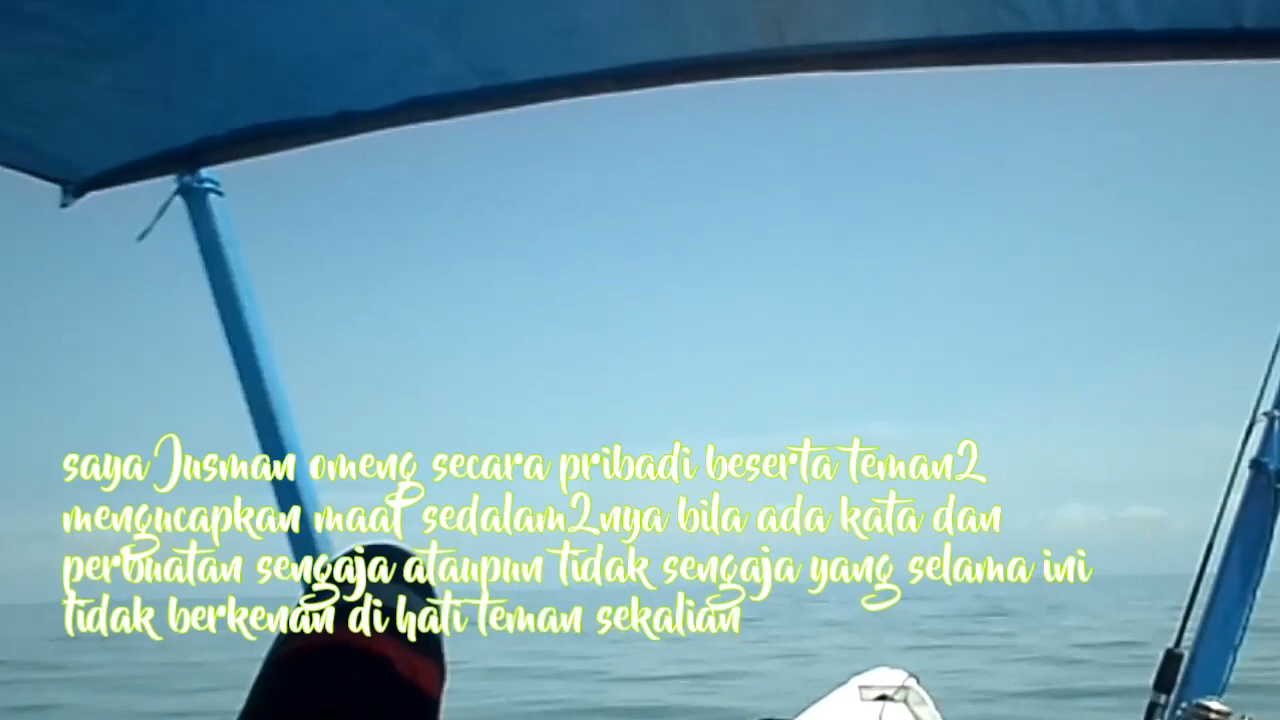 saya Jusman omeng secara pribadi beserta teman2
mengucapkan maaf sedalam2nya bila ada kata dan
perbuatan sengaja ataupun tidak sengaja yang selama ini
tidak berkenan di hati teman sekalian